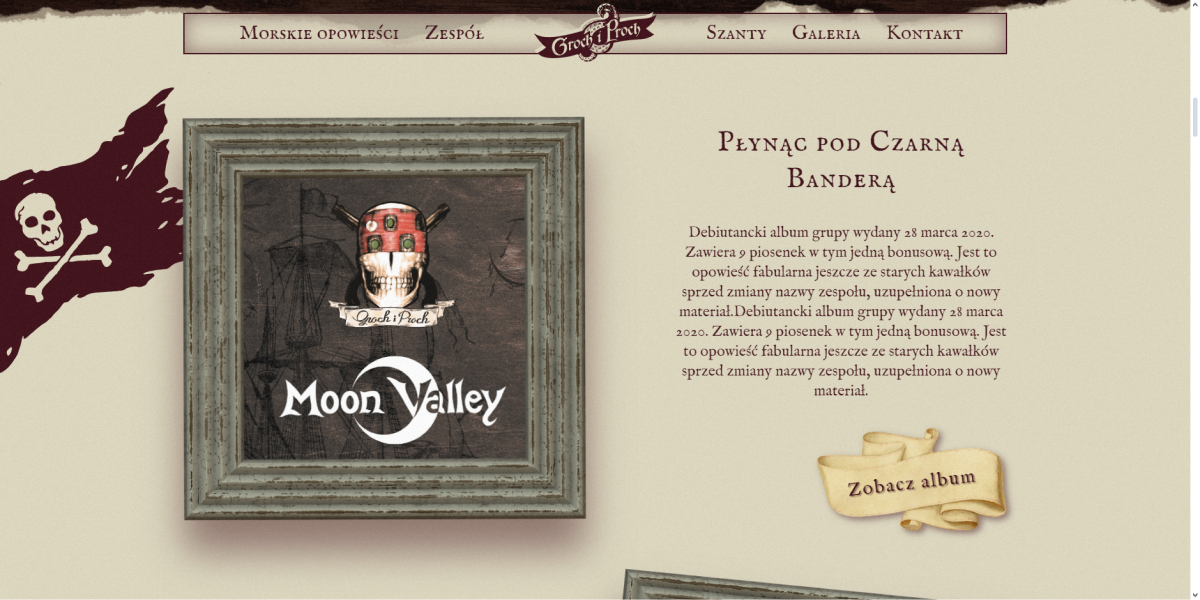 Morskie opowieści Zespół Groch i Proch Szanty Galeria Kontakt
Płynąc pod Czarną
Banderą
Debiutancki album grupy wydany 28 marca 2020.
Zawiera 9 piosenek w tym jedną bonusową. Jest to
opowieść fabularna jeszcze ze starych kawałków
sprzed zmiany nazwy zespołu, uzupełniona o nowy
materiał.Debiutancki album grupy wydany 28 marca
2020. Zawiera 9 piosenek w tym jedną bonusową. Jest
to opowieść fabularna jeszcze ze starych kawałków
sprzed zmiany nazwy zespołu, uzupełniona o nowy
materiał.
Groch i Proch
Moon Valley
Zobacz album